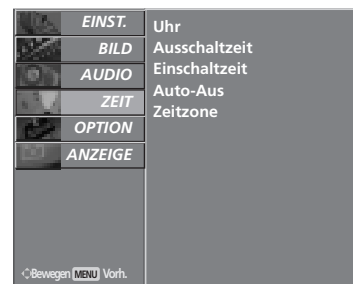 EINST.
BILD
AUDIO
ZEIT
OPTION
ANZEIGE
Uhr
Ausschaltzeit
Einschaltzeit
Auto-Aus
Zeitzone
Bewegen MENU Vorh.